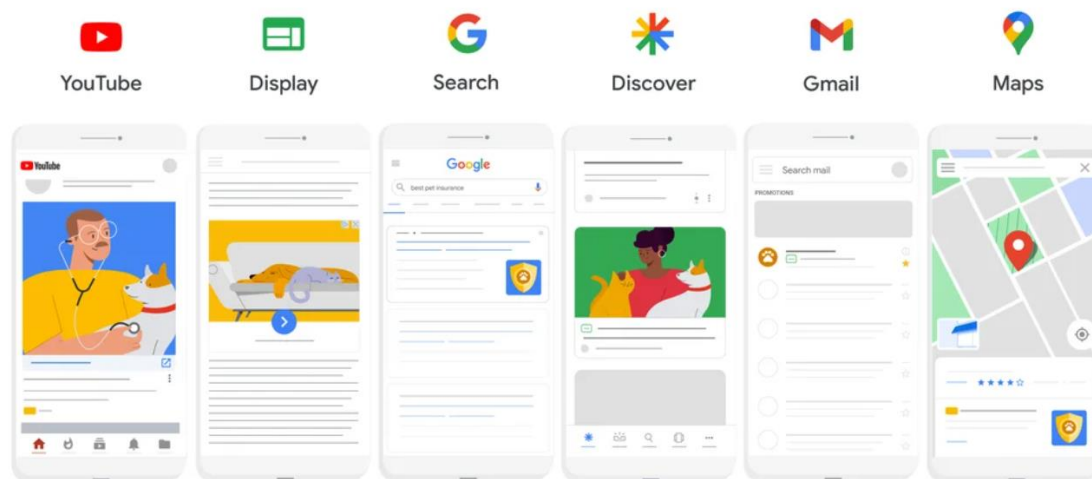 YouTube
Display
Search
Discover
Gmail
Maps
YouTube
Google
best pet insurance
Search mail
PROMOTIONS